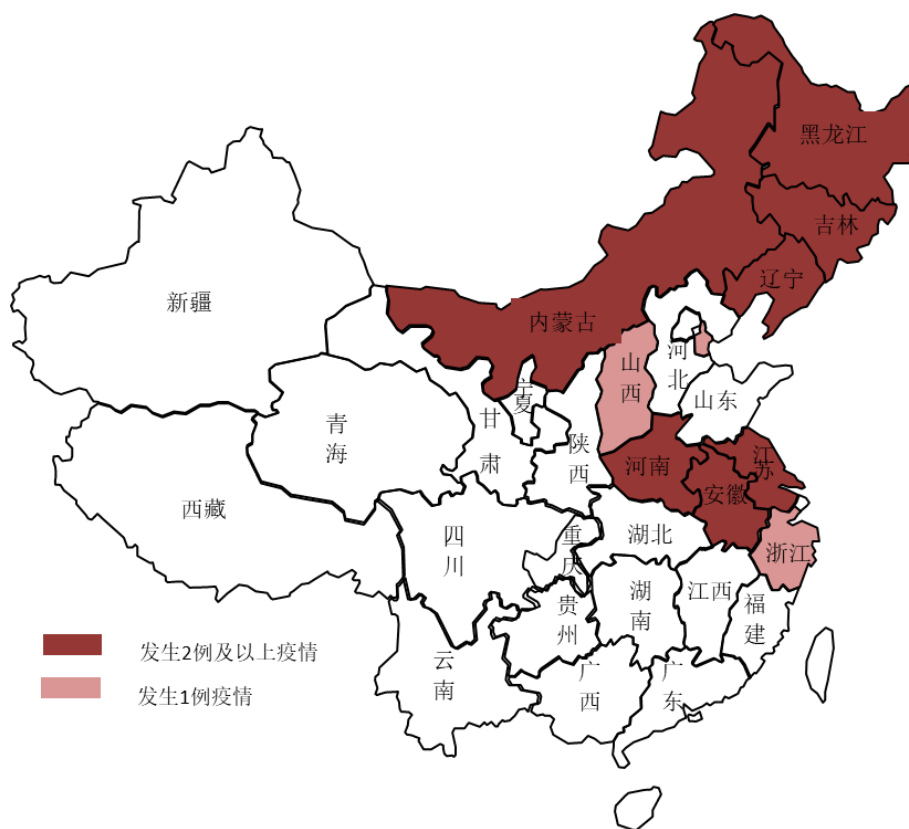 黑龙江
吉林
辽宁
内蒙古
新疆
河北
山西
山东
宁夏
青海
甘肃
陕西
河南
江苏
安徽
西藏
四川
重庆
湖北
浙江
湖南
江西
贵州
福建
云南
广西
广东
发生2例及以上疫情
发生1例疫情